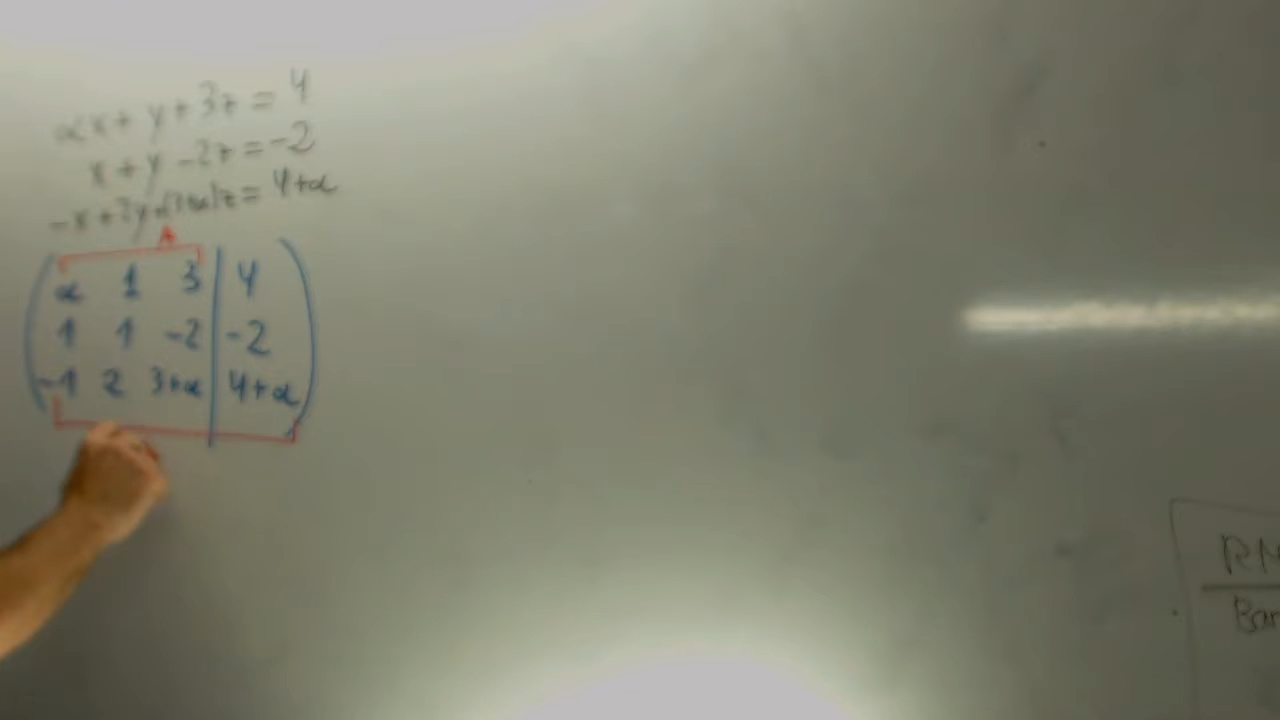 αx + y + 3z = 4
x + y - 2z = -2
-x + 2y + (3+α)z = 4+α
A
α 1 3 | 4
1 1 -2 | -2
-1 2 3+α | 4+α